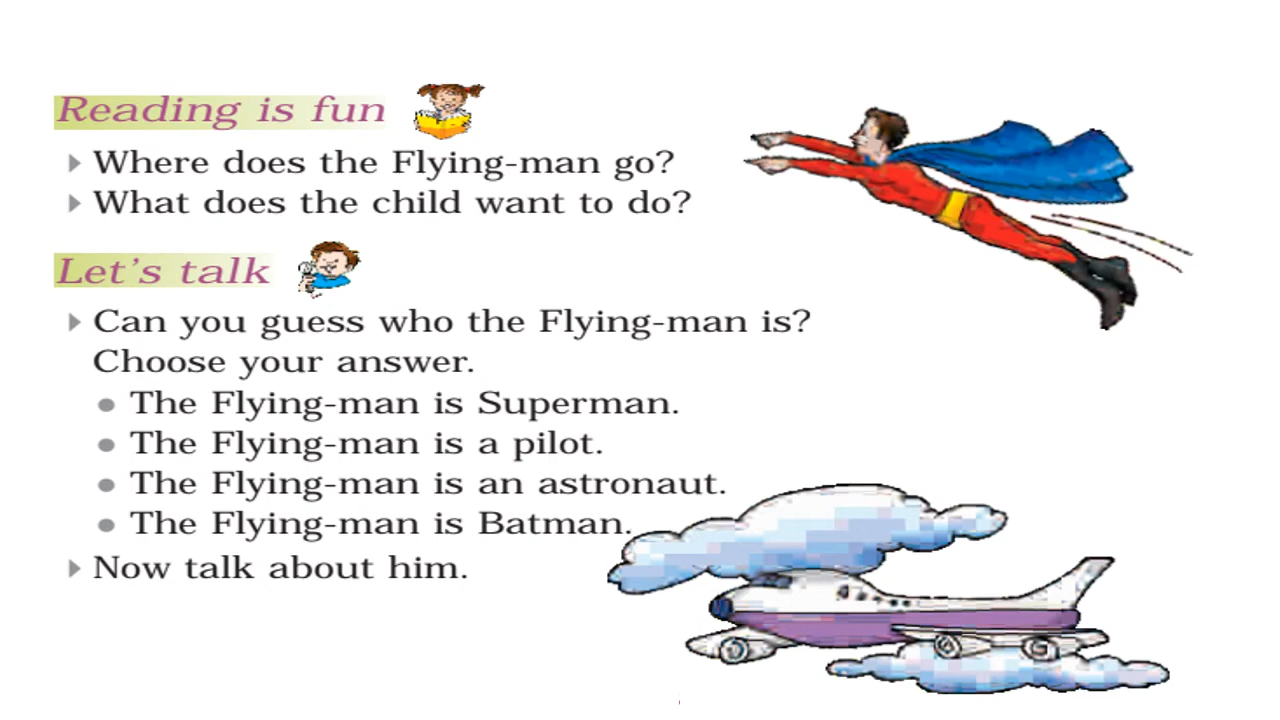 Reading is fun
Where does the Flying-man go?
What does the child want to do?
Let's talk
Can you guess who the Flying-man is?
Choose your answer.
The Flying-man is Superman.
The Flying-man is a pilot.
The Flying-man is an astronaut.
The Flying-man is Batman.
Now talk about him.